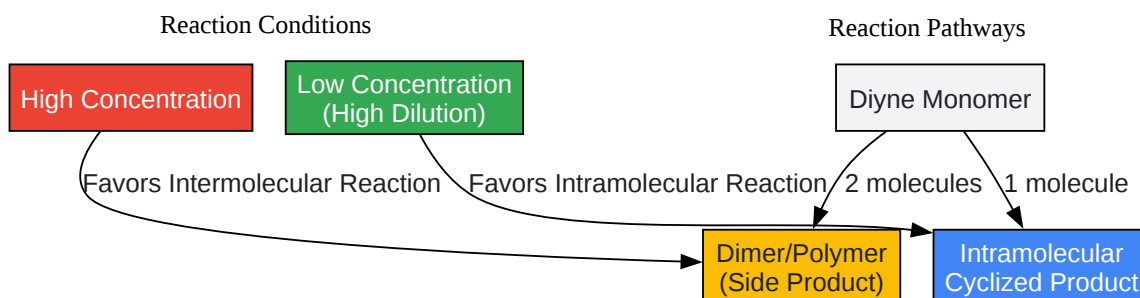 Reaction Conditions
Reaction Pathways
High Concentration
Low Concentration
(High Dilution)
Diyne Monomer
Favors Intermolecular Reaction
Favors Intramolecular Reaction
2 molecules
1 molecule
Dimer/Polymer
(Side Product)
Intramolecular
Cyclized Product